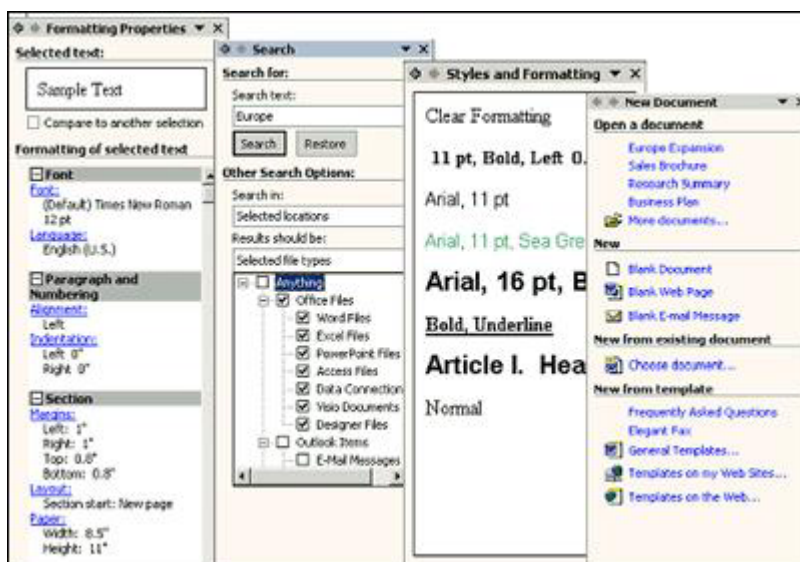 Formatting Properties
Selected text:
Sample Text
Compare to another selection
Formatting of selected text
Font
Font:
(Default) Times New Roman
12 pt
Language:
English (U.S.)
Paragraph and
Numbering
Alignment:
Left
Indentation:
Left 0"
Right 0"
Section
Margins:
Left: 1"
Right: 1"
Top: 0.8"
Bottom: 0.8"
Layout:
Section start: New page
Paper:
Width: 8.5"
Height: 11"
Search
Search for:
Search text:
Europe
Search Restore
Other Search Options:
Search in:
Selected locations
Results should be:
Selected file types
Anything
Office Files
Word Files
Excel Files
PowerPoint Files
Access Files
Data Connection
Visio Documents
Designer Files
Outlook Items
E-Mail Messages
Styles and Formatting
Clear Formatting
11 pt, Bold, Left 0.
Arial, 11 pt
Arial, 11 pt, Sea Gre
Arial, 16 pt, B
Bold, Underline
Article I. Hea
Normal
New Document
Open a document
Europe Expansion
Sales Brochure
Research Summary
Business Plan
More documents...
New
Blank Document
Blank Web Page
Blank E-mail Message
New from existing document
Choose document...
New from template
Frequently Asked Questions
Elegant Fax
General Templates...
Templates on my Web Sites...
Templates on the Web...